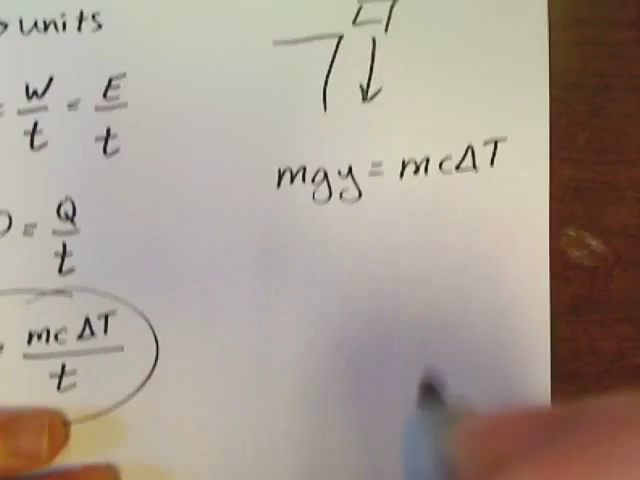 units
= W/t = E/t
= Q/t
= mcΔT/t
mgy = mcΔT